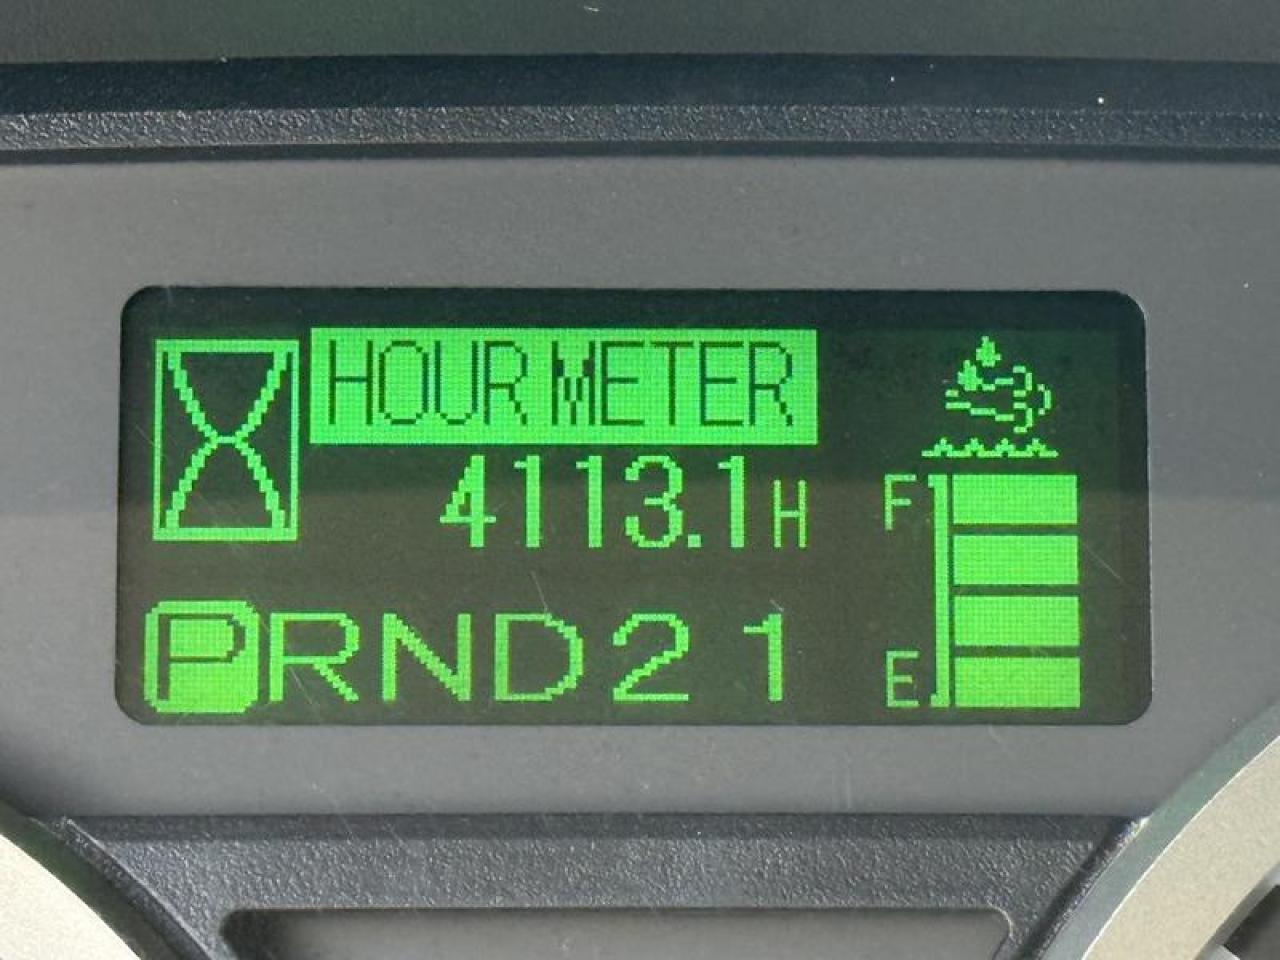 HOUR METER
4113.1H
F
PRND21
E